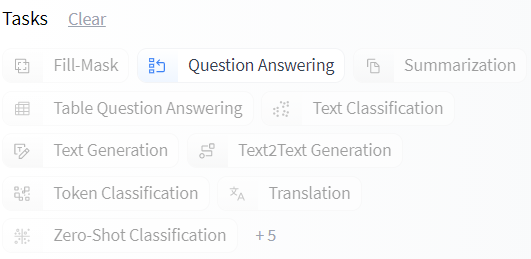 Tasks Clear
Fill-Mask Question Answering Summarization
Table Question Answering Text Classification
Text Generation Text2Text Generation
Token Classification Translation
Zero-Shot Classification + 5